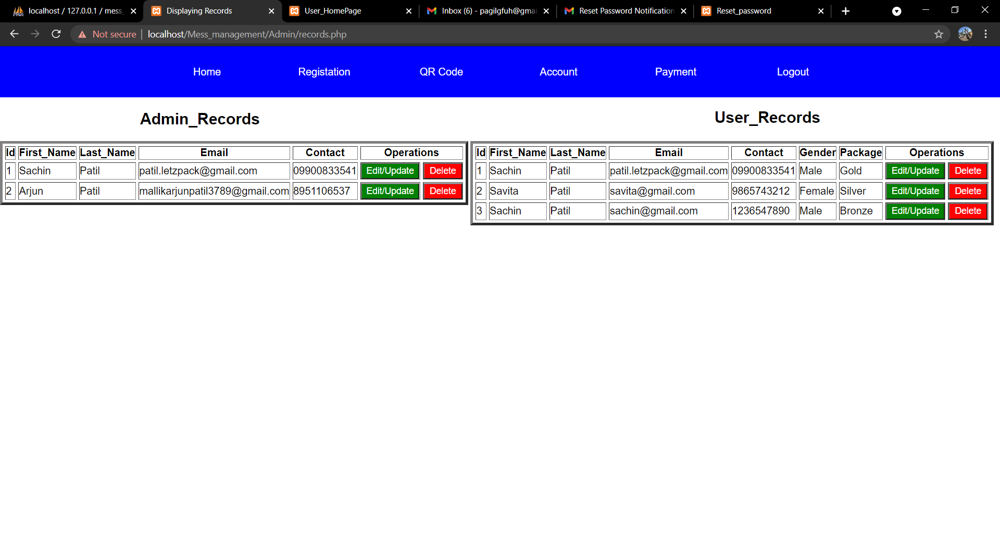 localhost / 127.0.0.1 / mess_ Displaying Records User_HomePage Inbox (6) - pagilgfuh@gmai Reset Password Notification Reset_password
Not secure | localhost/Mess_management/Admin/records.php
Home Registation QR Code Account Payment Logout
Admin_Records
Id First_Name Last_Name Email Contact Operations
1 Sachin Patil patil.letzpack@gmail.com 09900833541 Edit/Update Delete
2 Arjun Patil mallikarjunpatil3789@gmail.com 8951106537 Edit/Update Delete
User_Records
Id First_Name Last_Name Email Contact Gender Package Operations
1 Sachin Patil patil.letzpack@gmail.com 09900833541 Male Gold Edit/Update Delete
2 Savita Patil savita@gmail.com 9865743212 Female Silver Edit/Update Delete
3 Sachin Patil sachin@gmail.com 1236547890 Male Bronze Edit/Update Delete